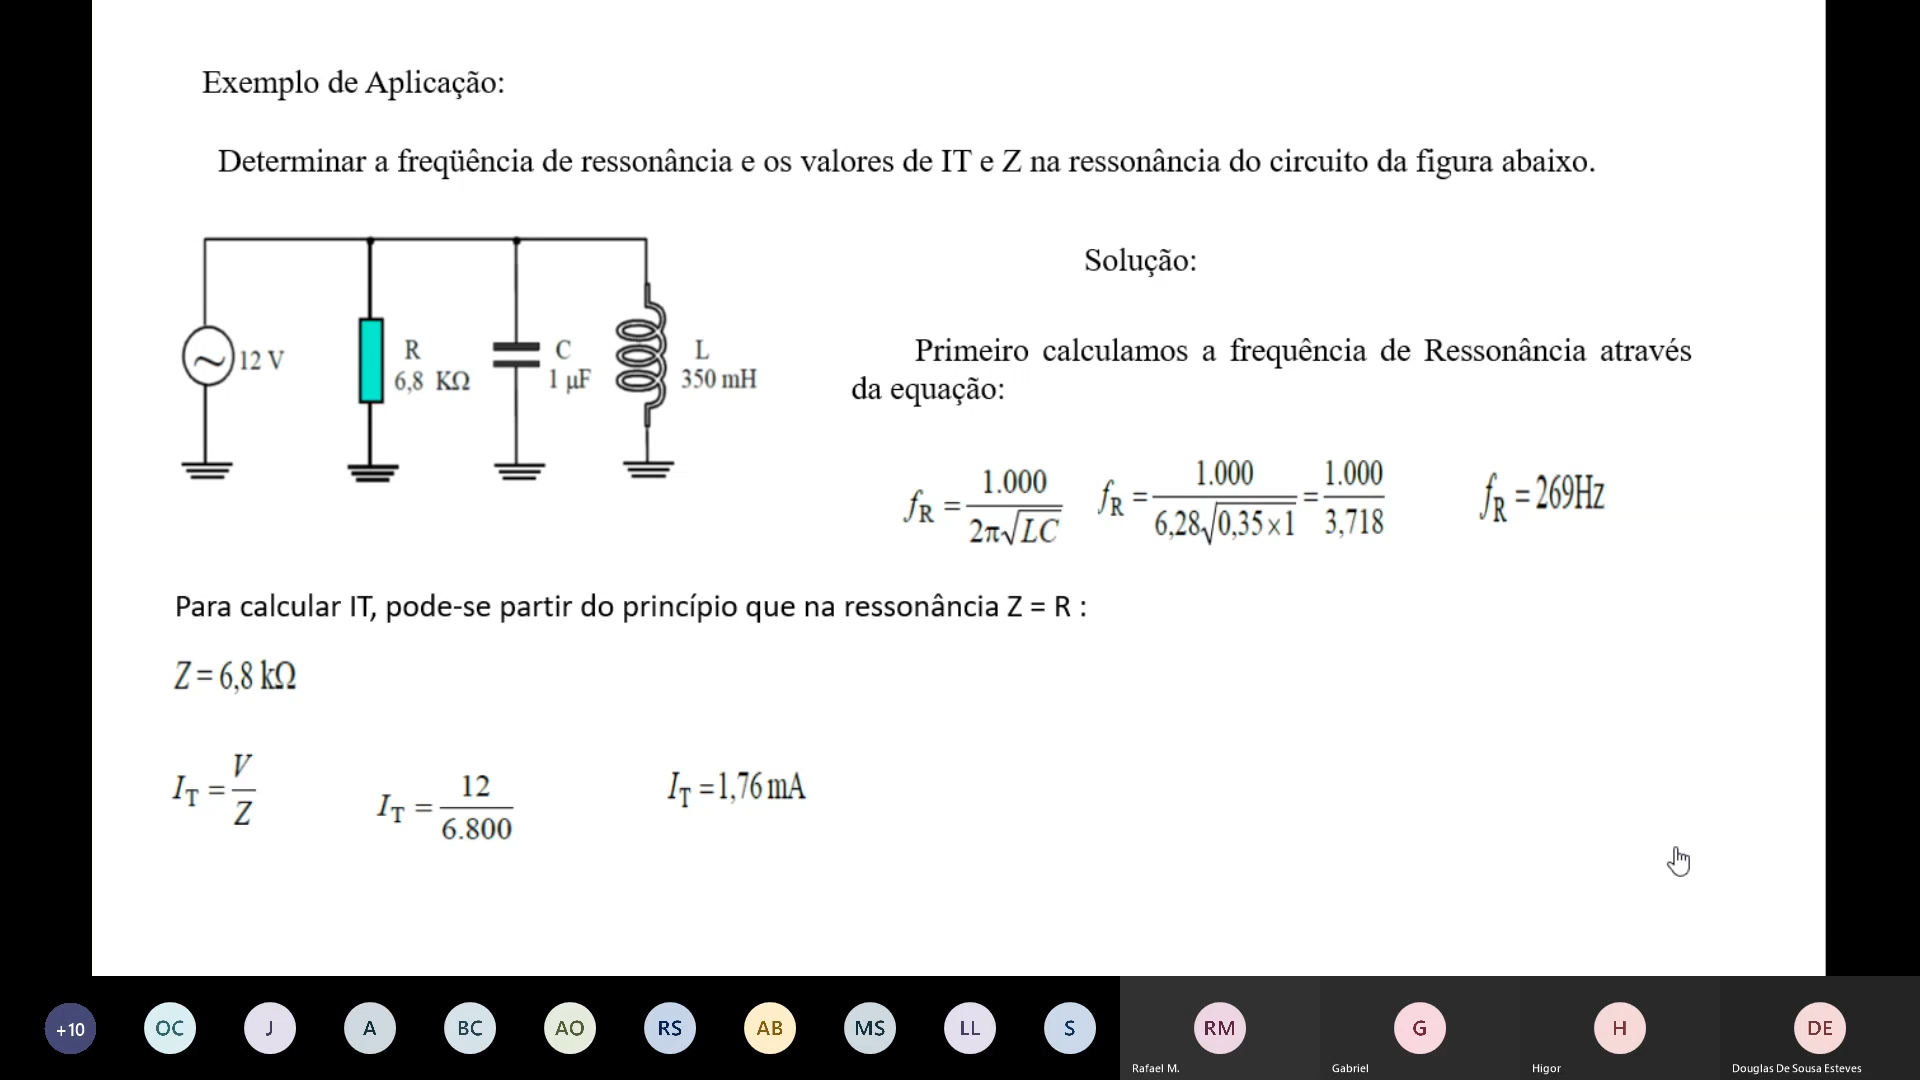 Exemplo de Aplicação:
Determinar a freqüência de ressonância e os valores de IT e Z na ressonância do circuito da figura abaixo.
12 V
R
6,8 KΩ
C
1 µF
L
350 mH
Solução:
Primeiro calculamos a frequência de Ressonância através
da equação:
fR = 1.000 / 2π√LC fR = 1.000 / 6,28√0,35×1 = 1.000 / 3,718 fR = 269Hz
Para calcular IT, pode-se partir do princípio que na ressonância Z = R :
Z = 6,8 kΩ
IT = V / Z IT = 12 / 6.800 IT = 1,76 mA
+10 OC J A BC AO RS AB MS LL S RM G H DE
Rafael M. Gabriel Higor Douglas De Sousa Esteves